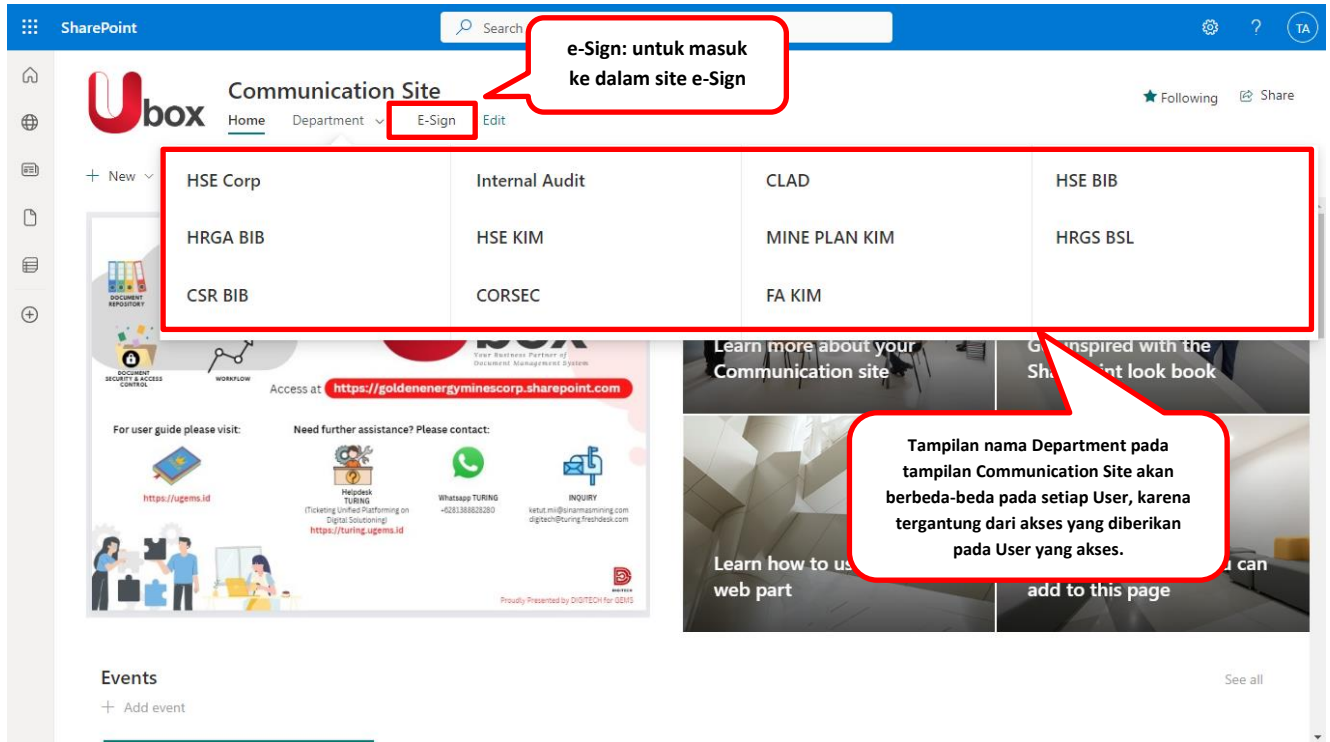 SharePoint
Search
TA
e-Sign: untuk masuk
ke dalam site e-Sign
Ubox
Communication Site
Home
Department
E-Sign
Edit
Following
Share
+ New
HSE Corp
Internal Audit
CLAD
HSE BIB
HRGA BIB
HSE KIM
MINE PLAN KIM
HRGS BSL
CSR BIB
CORSEC
FA KIM
DOCUMENT
REPOSITORY
DOCUMENT
SECURITY & ACCESS
CONTROL
WORKFLOW
Your Business Partner of
Document Management System
Access at https://goldenenergyminescorp.sharepoint.com
For user guide please visit:
https://ugems.id
Need further assistance? Please contact:
Helpdesk
TURING
(Ticketing Unified Platforming on
Digital Solutioning)
https://turing.ugems.id
Whatsapp TURING
+6281388828280
INQUIRY
ketut.mii@sinarmasmining.com
digitech@turing.freshdesk.com
DIGITECH
Proudly Presented by DIGITECH for GEMS
Learn more about your
Communication site
inspired with the
look book
Learn how to us
web part
can
add to this page
Tampilan nama Department pada
tampilan Communication Site akan
berbeda-beda pada setiap User, karena
tergantung dari akses yang diberikan
pada User yang akses.
Events
See all
+ Add event